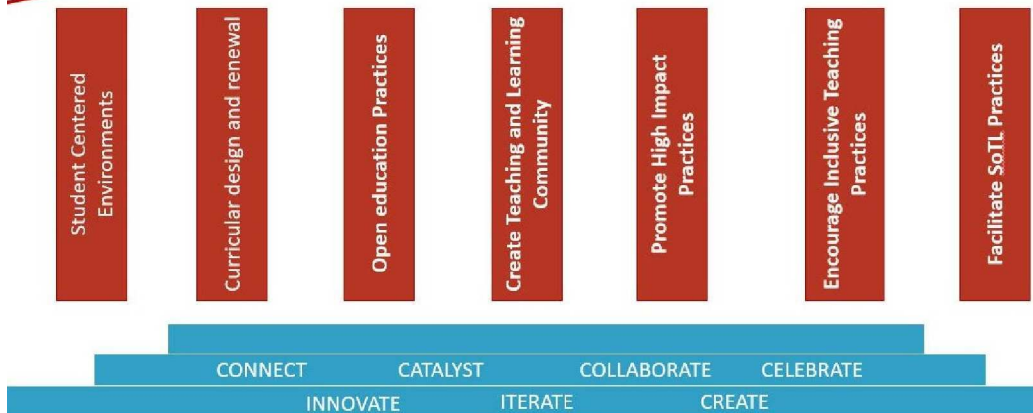 Student Centered
Environments
Curricular design and renewal
Open education Practices
Create Teaching and Learning
Community
Promote High Impact
Practices
Encourage Inclusive Teaching
Practices
Facilitate SoTL Practices
CONNECT CATALYST COLLABORATE CELEBRATE
INNOVATE ITERATE CREATE